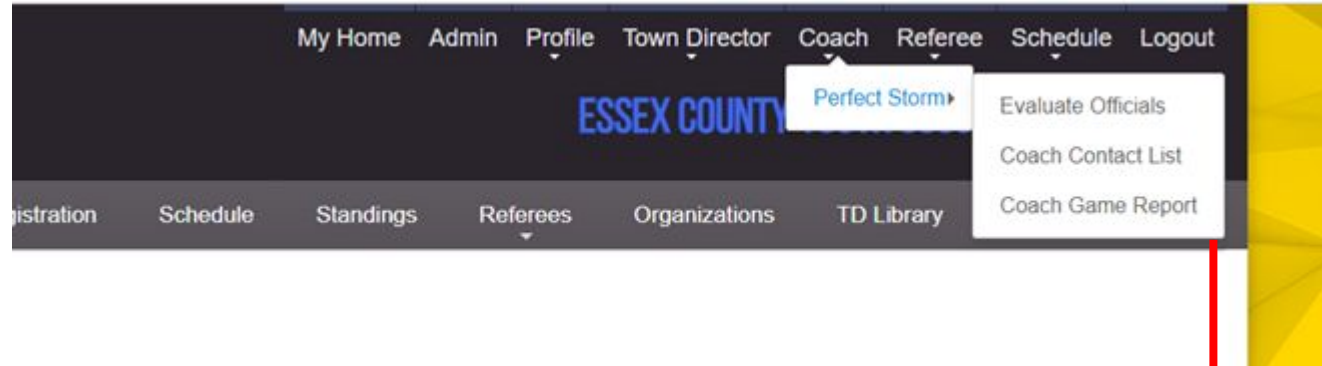 My Home Admin Profile Town Director Coach Referee Schedule Logout
Perfect Storm
Evaluate Officials
ESSEX COUNTY
Coach Contact List
Coach Game Report
Schedule Standings Referees Organizations TD Library